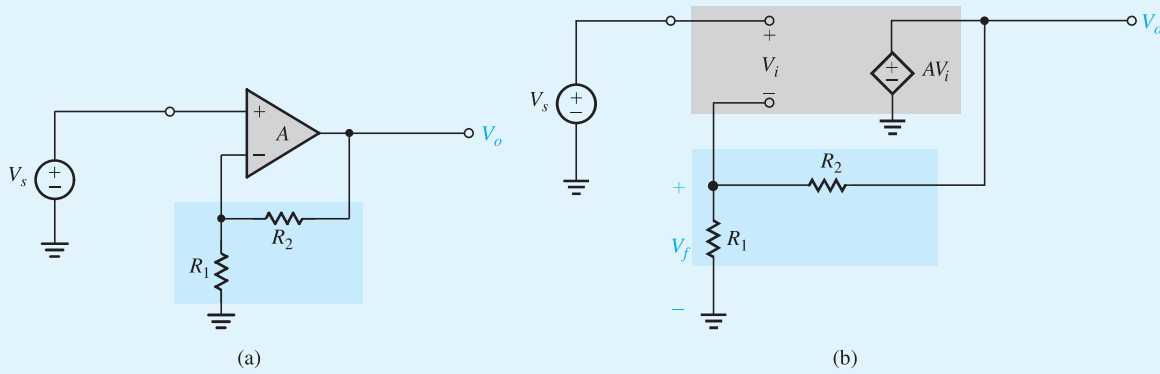 V_s
+
−
+
A
−
V_o
R_2
R_1
(a)
V_s
+
−
+
V_i
−
+
−
AV_i
V_o
R_2
+
V_f
−
R_1
(b)